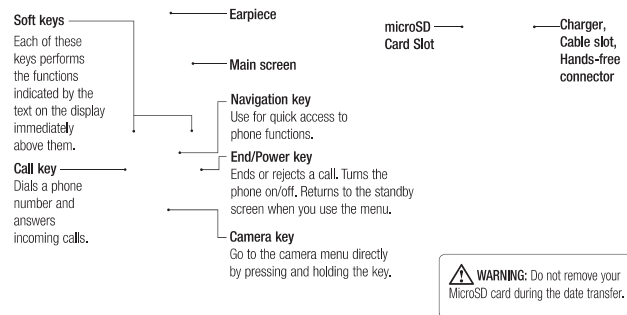 Soft keys
Each of these
keys performs
the functions
indicated by the
text on the display
immediately
above them.
Call key
Dials a phone
number and
answers
incoming calls.
Earpiece
Main screen
Navigation key
Use for quick access to
phone functions.
End/Power key
Ends or rejects a call. Turns the
phone on/off. Returns to the standby
screen when you use the menu.
Camera key
Go to the camera menu directly
by pressing and holding the key.
microSD
Card Slot
Charger,
Cable slot,
Hands-free
connector
WARNING: Do not remove your
MicroSD card during the date transfer.